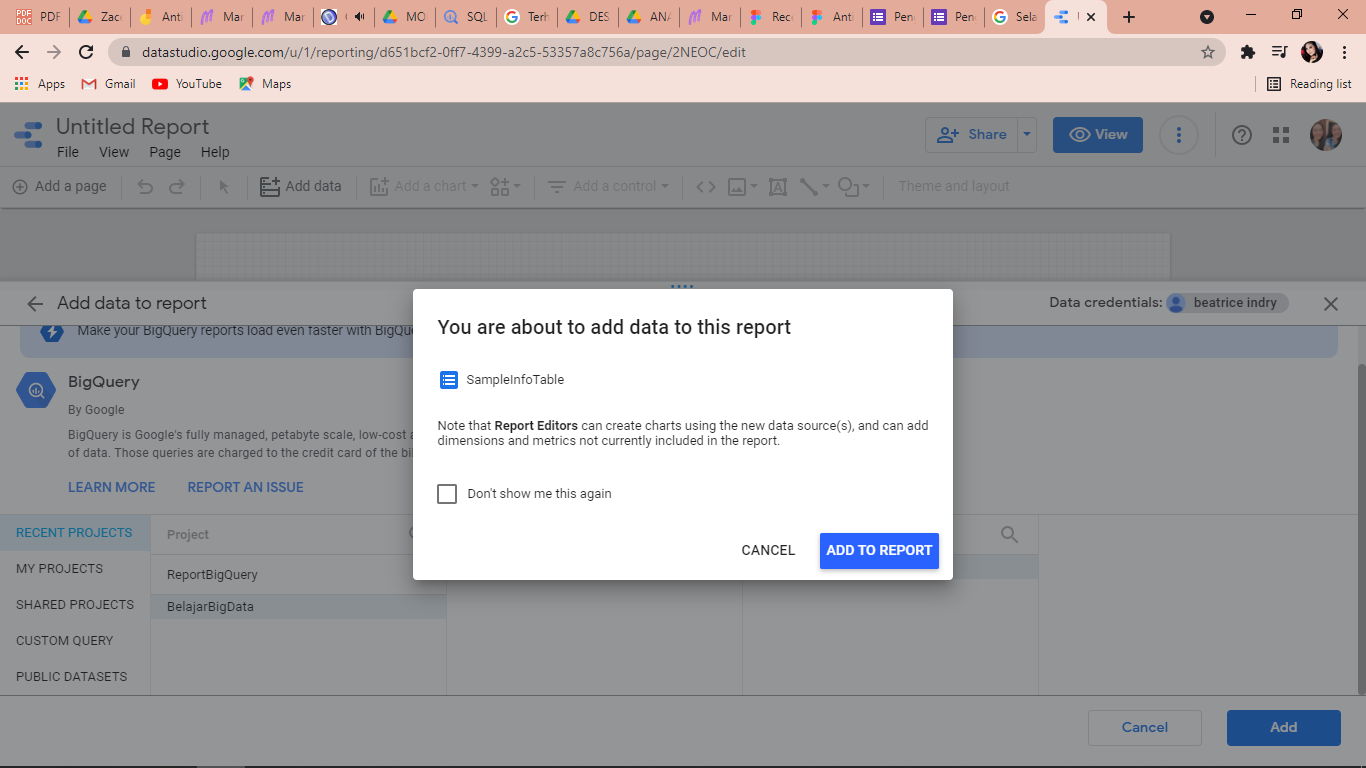 PDF
Zac
Anti
Mar
Mar
MO
SQL
Terh
DES
ANA
Mar
Rec
Anti
Pen
Pen
Sela
datastudio.google.com/u/1/reporting/d651bcf2-0ff7-4399-a2c5-53357a8c756a/page/2NEOC/edit
Apps Gmail YouTube Maps Reading list
Untitled Report
File View Page Help
Share View
Add a page Add data Add a chart Add a control Theme and layout
Add data to report Data credentials: beatrice indry
Make your BigQuery reports load even faster with
BigQuery
By Google
BigQuery is Google's fully managed, petabyte scale, low-cost
of data. Those queries are charged to the credit card of the
LEARN MORE REPORT AN ISSUE
RECENT PROJECTS
MY PROJECTS
SHARED PROJECTS
CUSTOM QUERY
PUBLIC DATASETS
Project
ReportBigQuery
BelajarBigData
You are about to add data to this report
SampleInfoTable
Note that Report Editors can create charts using the new data source(s), and can add
dimensions and metrics not currently included in the report.
Don't show me this again
CANCEL ADD TO REPORT
Cancel Add